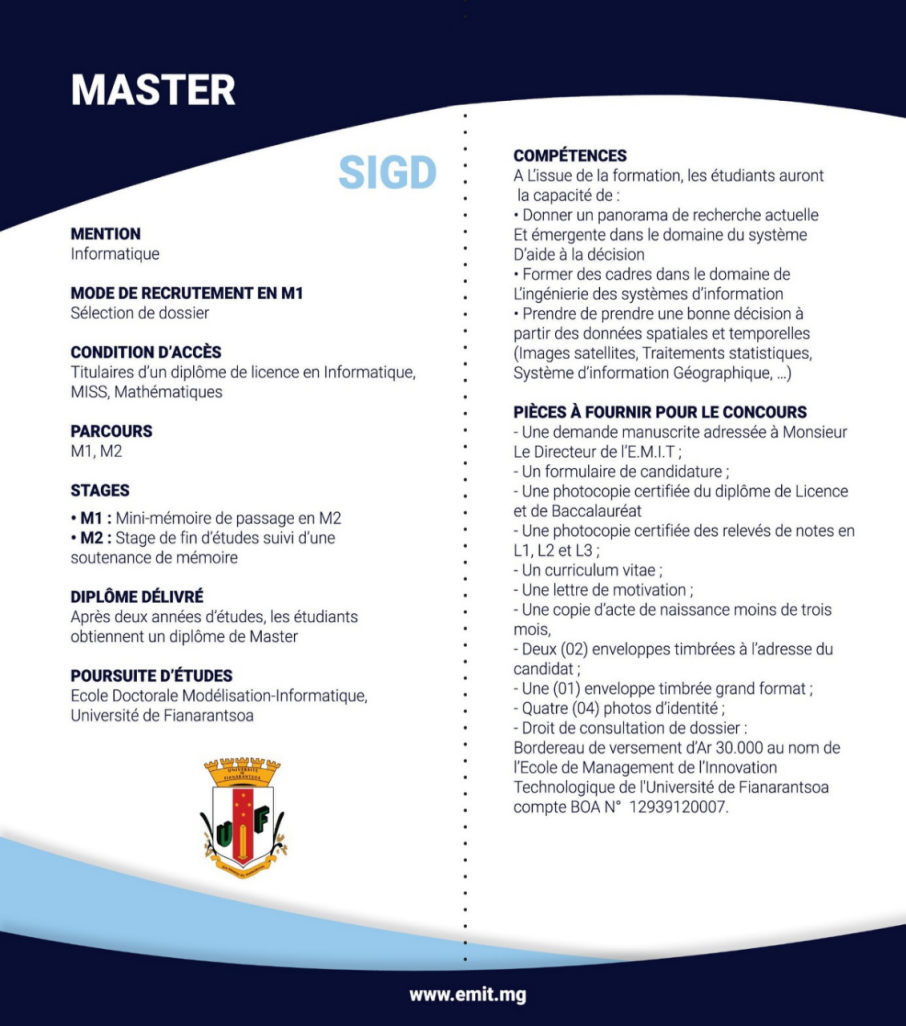 MASTER
SIGD
MENTION
Informatique
MODE DE RECRUTEMENT EN M1
Sélection de dossier
CONDITION D'ACCÈS
Titulaires d'un diplôme de licence en Informatique,
MISS, Mathématiques
PARCOURS
M1, M2
STAGES
• M1 : Mini-mémoire de passage en M2
• M2 : Stage de fin d'études suivi d'une
soutenance de mémoire
DIPLÔME DÉLIVRÉ
Après deux années d'études, les étudiants
obtiennent un diplôme de Master
POURSUITE D'ÉTUDES
Ecole Doctorale Modélisation-Informatique,
Université de Fianarantsoa
UNIVERSITE
DE
FIANARANTSOA
U F
COMPÉTENCES
A L'issue de la formation, les étudiants auront
la capacité de :
• Donner un panorama de recherche actuelle
Et émergente dans le domaine du système
D'aide à la décision
• Former des cadres dans le domaine de
L'ingénierie des systèmes d'information
• Prendre de prendre une bonne décision à
partir des données spatiales et temporelles
(Images satellites, Traitements statistiques,
Système d'information Géographique, ...)
PIÈCES À FOURNIR POUR LE CONCOURS
- Une demande manuscrite adressée à Monsieur
Le Directeur de l'E.M.I.T ;
- Un formulaire de candidature ;
- Une photocopie certifiée du diplôme de Licence
et de Baccalauréat
- Une photocopie certifiée des relevés de notes en
L1, L2 et L3 ;
- Un curriculum vitae ;
- Une lettre de motivation ;
- Une copie d'acte de naissance moins de trois
mois,
- Deux (02) enveloppes timbrées à l'adresse du
candidat ;
- Une (01) enveloppe timbrée grand format ;
- Quatre (04) photos d'identité ;
- Droit de consultation de dossier :
Bordereau de versement d'Ar 30.000 au nom de
l'Ecole de Management de l'Innovation
Technologique de l'Université de Fianarantsoa
compte BOA N° 12939120007.
www.emit.mg